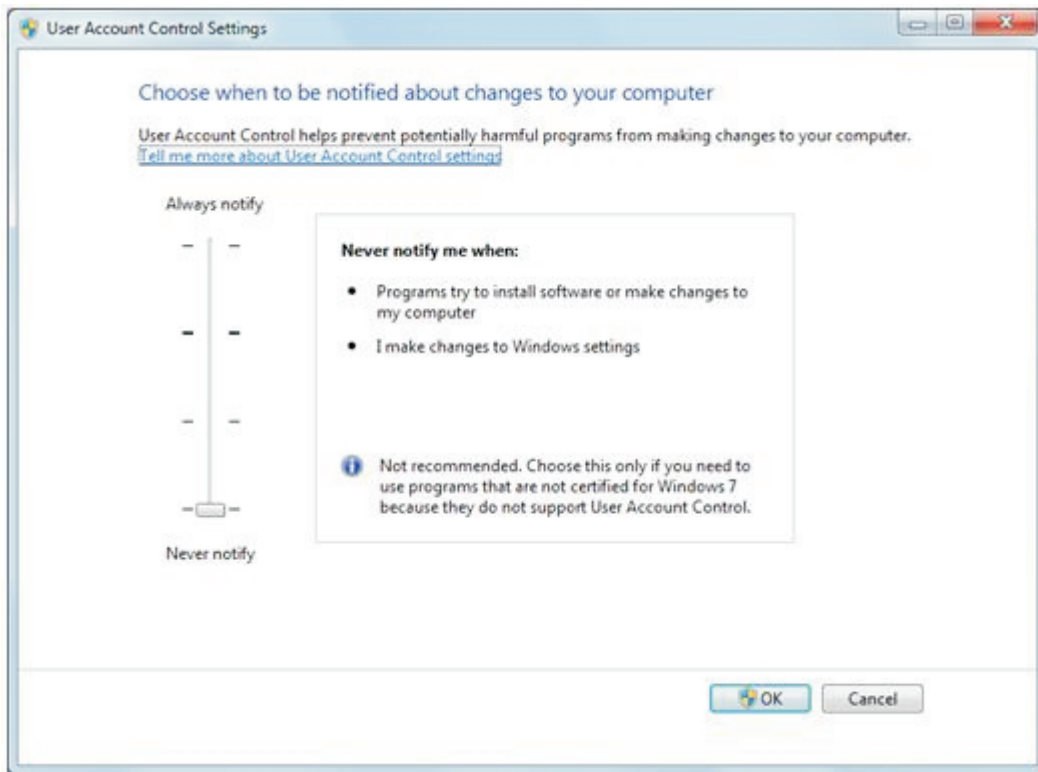 User Account Control Settings
Choose when to be notified about changes to your computer
User Account Control helps prevent potentially harmful programs from making changes to your computer.
Tell me more about User Account Control settings
Always notify
Never notify me when:
• Programs try to install software or make changes to
my computer
• I make changes to Windows settings
Not recommended. Choose this only if you need to
use programs that are not certified for Windows 7
because they do not support User Account Control.
Never notify
OK
Cancel